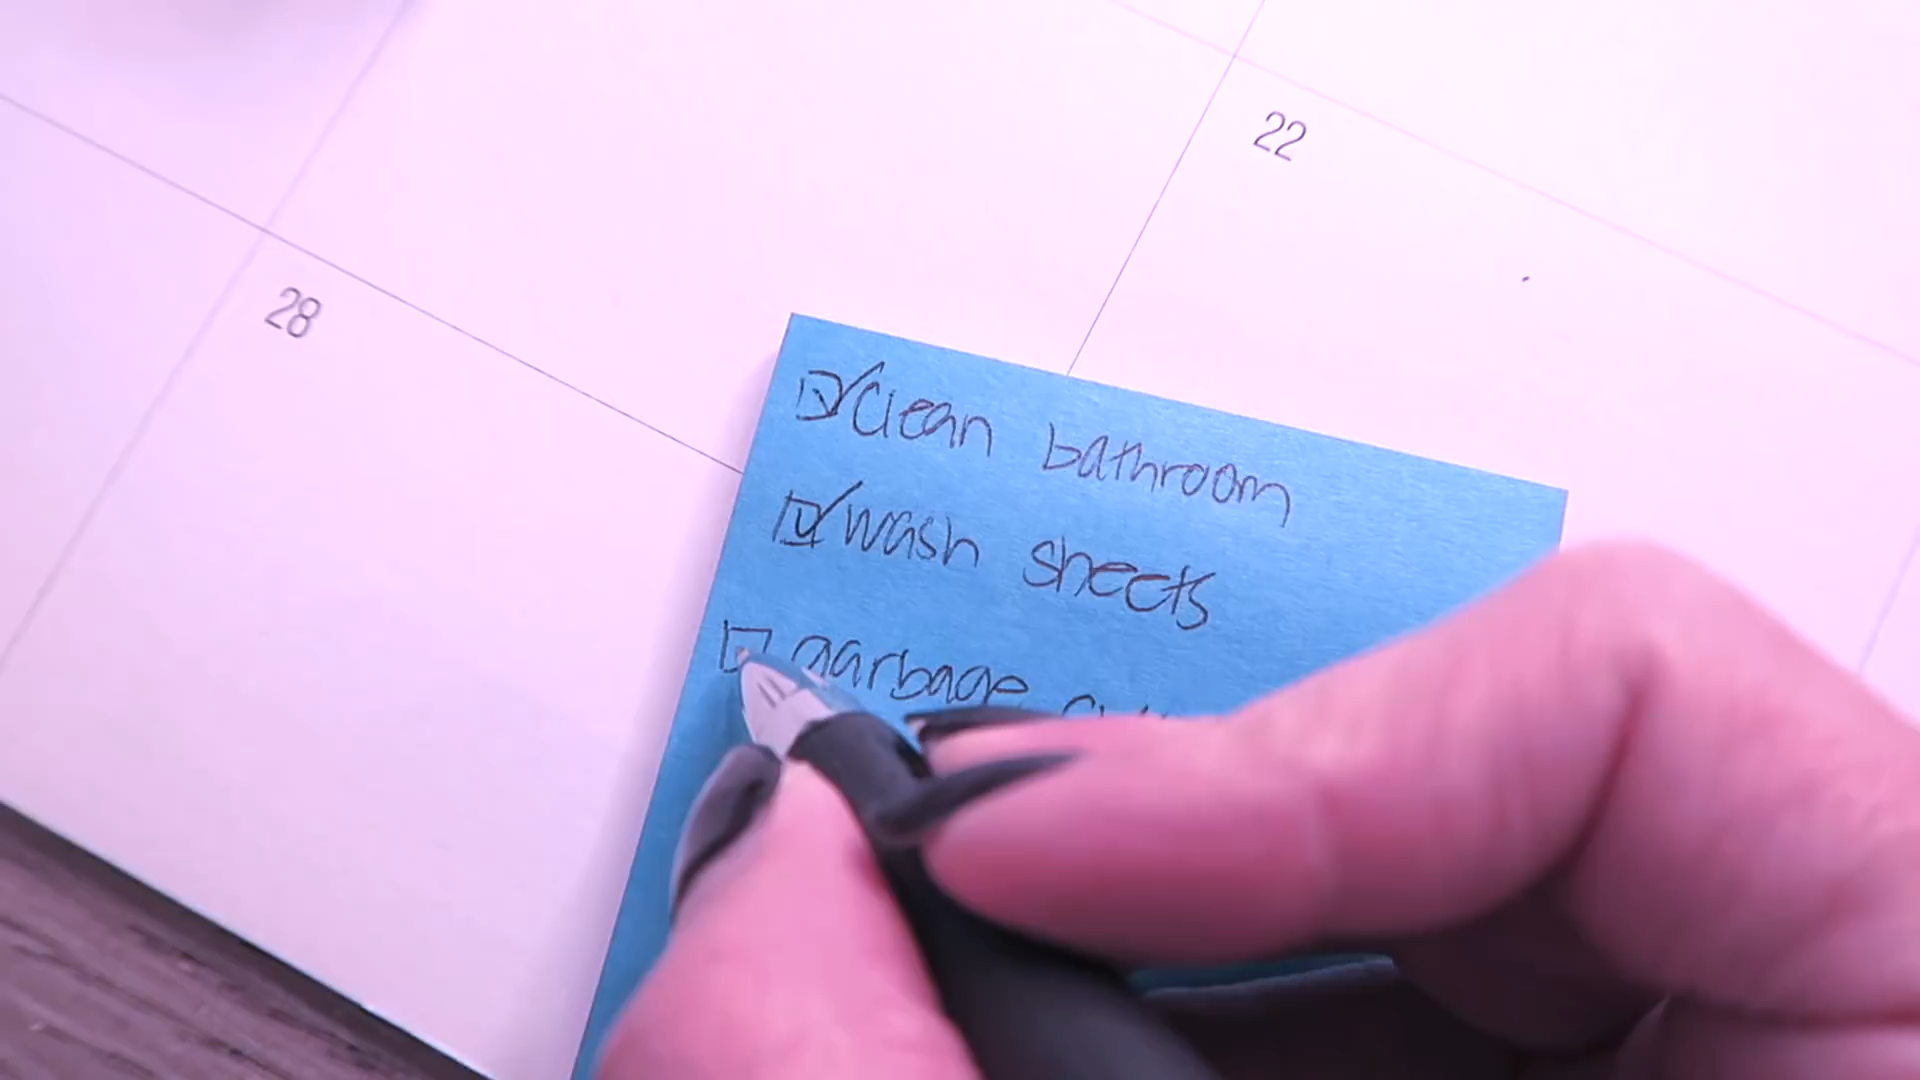 22
28
clean bathroom
wash sheets
garbage